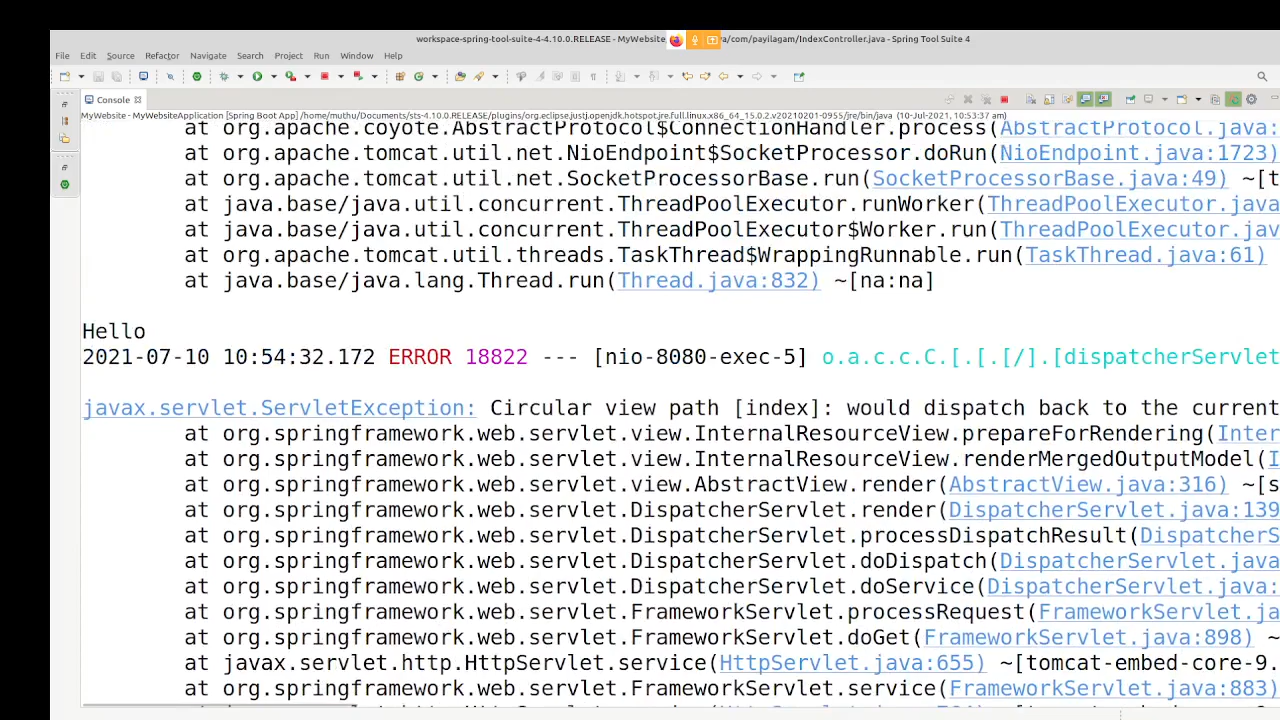 workspace-spring-tool-suite-4-4.10.0.RELEASE - MyWebsite va/com/payilagam/IndexController.java - Spring Tool Suite 4
File Edit Source Refactor Navigate Search Project Run Window Help
Console
MyWebsite - MyWebsiteApplication [Spring Boot App] /home/muthu/Documents/sts-4.10.0.RELEASE/plugins/org.eclipse.justj.openjdk.hotspot.jre.full.linux.x86_64_15.0.2.v20210201-0955/jre/bin/java (10-Jul-2021, 10:53:37 am)
at org.apache.coyote.AbstractProtocol$ConnectionHandler.process(AbstractProtocol.java:
at org.apache.tomcat.util.net.NioEndpoint$SocketProcessor.doRun(NioEndpoint.java:1723)
at org.apache.tomcat.util.net.SocketProcessorBase.run(SocketProcessorBase.java:49) ~[t
at java.base/java.util.concurrent.ThreadPoolExecutor.runWorker(ThreadPoolExecutor.java
at java.base/java.util.concurrent.ThreadPoolExecutor$Worker.run(ThreadPoolExecutor.jav
at org.apache.tomcat.util.threads.TaskThread$WrappingRunnable.run(TaskThread.java:61)
at java.base/java.lang.Thread.run(Thread.java:832) ~[na:na]
Hello
2021-07-10 10:54:32.172 ERROR 18822 --- [nio-8080-exec-5] o.a.c.c.C.[.[.[/].[dispatcherServlet
javax.servlet.ServletException: Circular view path [index]: would dispatch back to the current
at org.springframework.web.servlet.view.InternalResourceView.prepareForRendering(Inter
at org.springframework.web.servlet.view.InternalResourceView.renderMergedOutputModel(I
at org.springframework.web.servlet.view.AbstractView.render(AbstractView.java:316) ~[s
at org.springframework.web.servlet.DispatcherServlet.render(DispatcherServlet.java:139
at org.springframework.web.servlet.DispatcherServlet.processDispatchResult(DispatcherS
at org.springframework.web.servlet.DispatcherServlet.doDispatch(DispatcherServlet.java
at org.springframework.web.servlet.DispatcherServlet.doService(DispatcherServlet.java:
at org.springframework.web.servlet.FrameworkServlet.processRequest(FrameworkServlet.ja
at org.springframework.web.servlet.FrameworkServlet.doGet(FrameworkServlet.java:898) ~
at javax.servlet.http.HttpServlet.service(HttpServlet.java:655) ~[tomcat-embed-core-9.
at org.springframework.web.servlet.FrameworkServlet.service(FrameworkServlet.java:883)